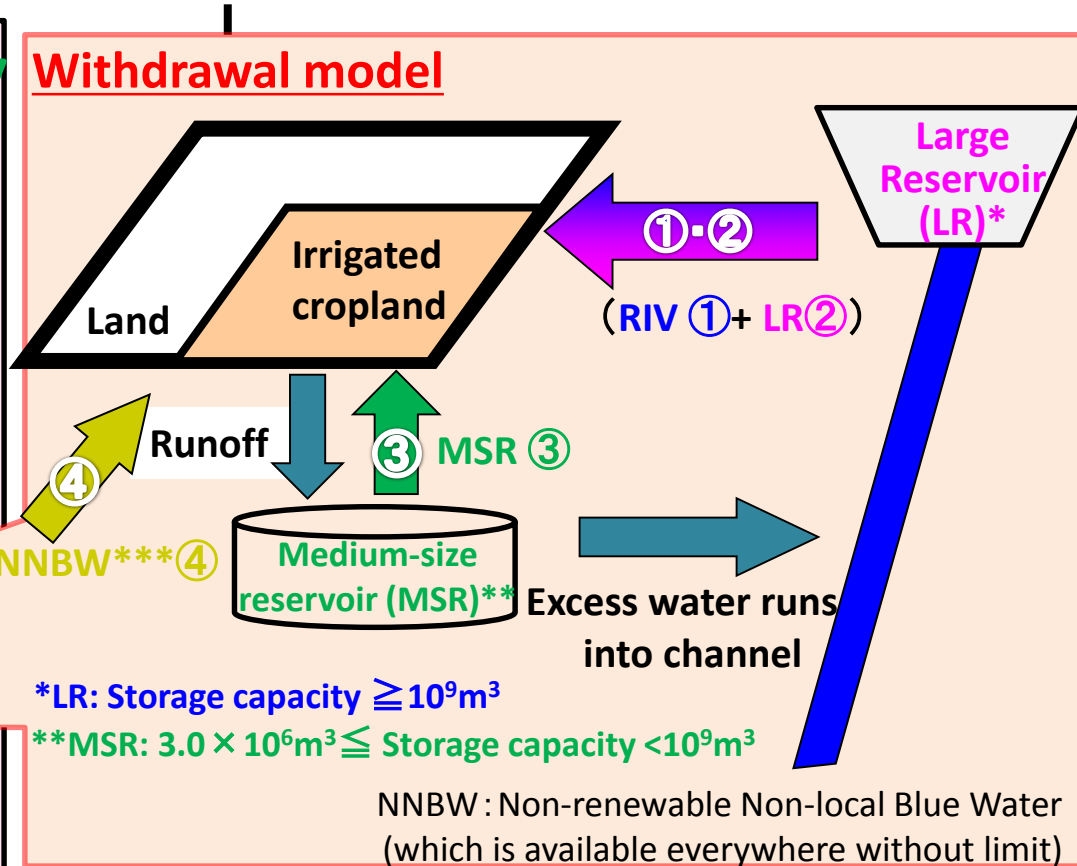 Withdrawal model
Large
Reservoir
(LR)*
①・②
(RIV ①+ LR②)
Irrigated
cropland
Land
Runoff
④
③
MSR ③
NNBW***④
Medium-size
reservoir (MSR)**
Excess water runs
into channel
*LR: Storage capacity ≧10⁹m³
**MSR: 3.0×10⁶m³≦ Storage capacity <10⁹m³
NNBW:Non-renewable Non-local Blue Water
(which is available everywhere without limit)